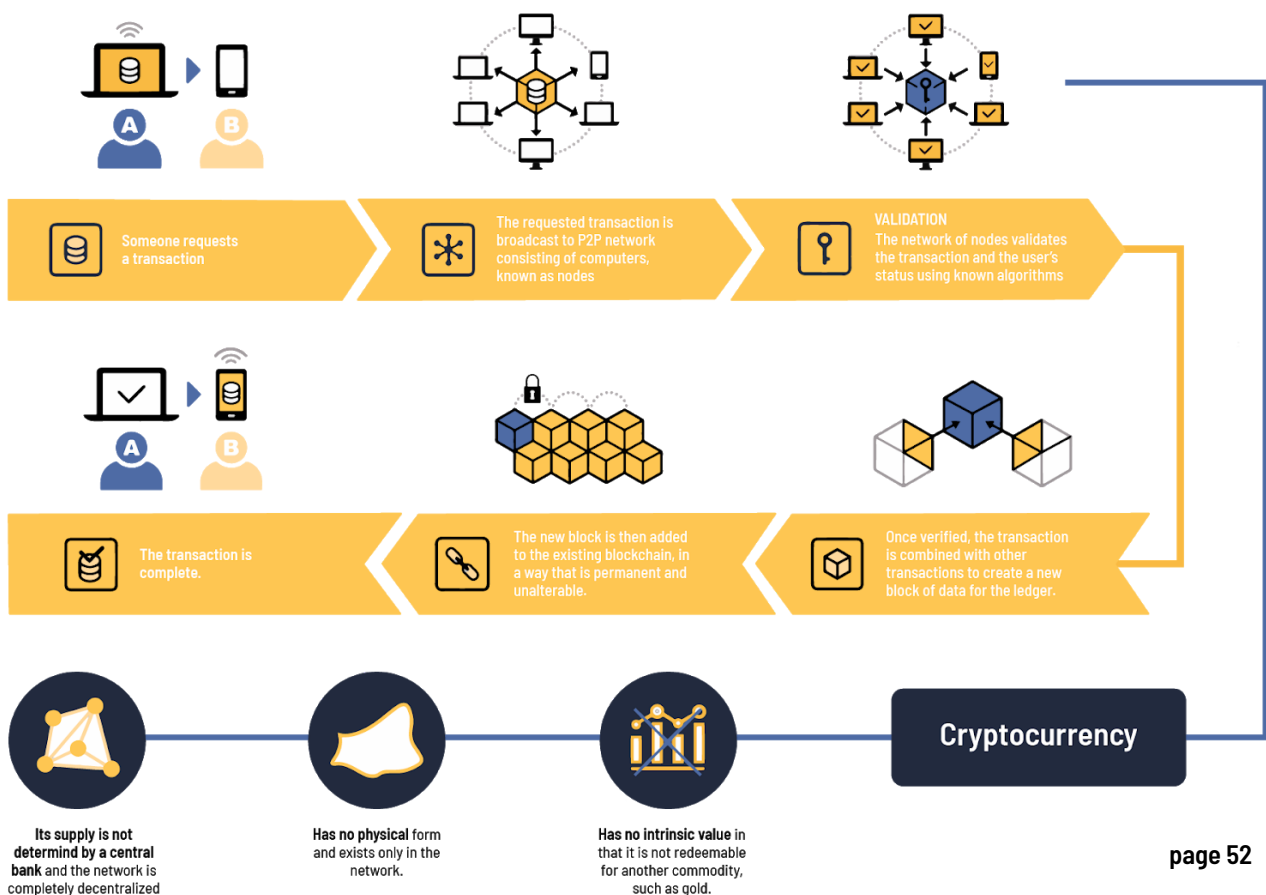 A
B
Someone requests
a transaction
The requested transaction is
broadcast to P2P network
consisting of computers,
known as nodes
VALIDATION
The network of nodes validates
the transaction and the user's
status using known algorithms
A
B
The transaction is
complete.
The new block is then added
to the existing blockchain, in
a way that is permanent and
unalterable.
Once verified, the transaction
is combined with other
transactions to create a new
block of data for the ledger.
Its supply is not
determind by a central
bank and the network is
completely decentralized
Has no physical form
and exists only in the
network.
Has no intrinsic value in
that it is not redeemable
for another commodity,
such as gold.
Cryptocurrency
page 52